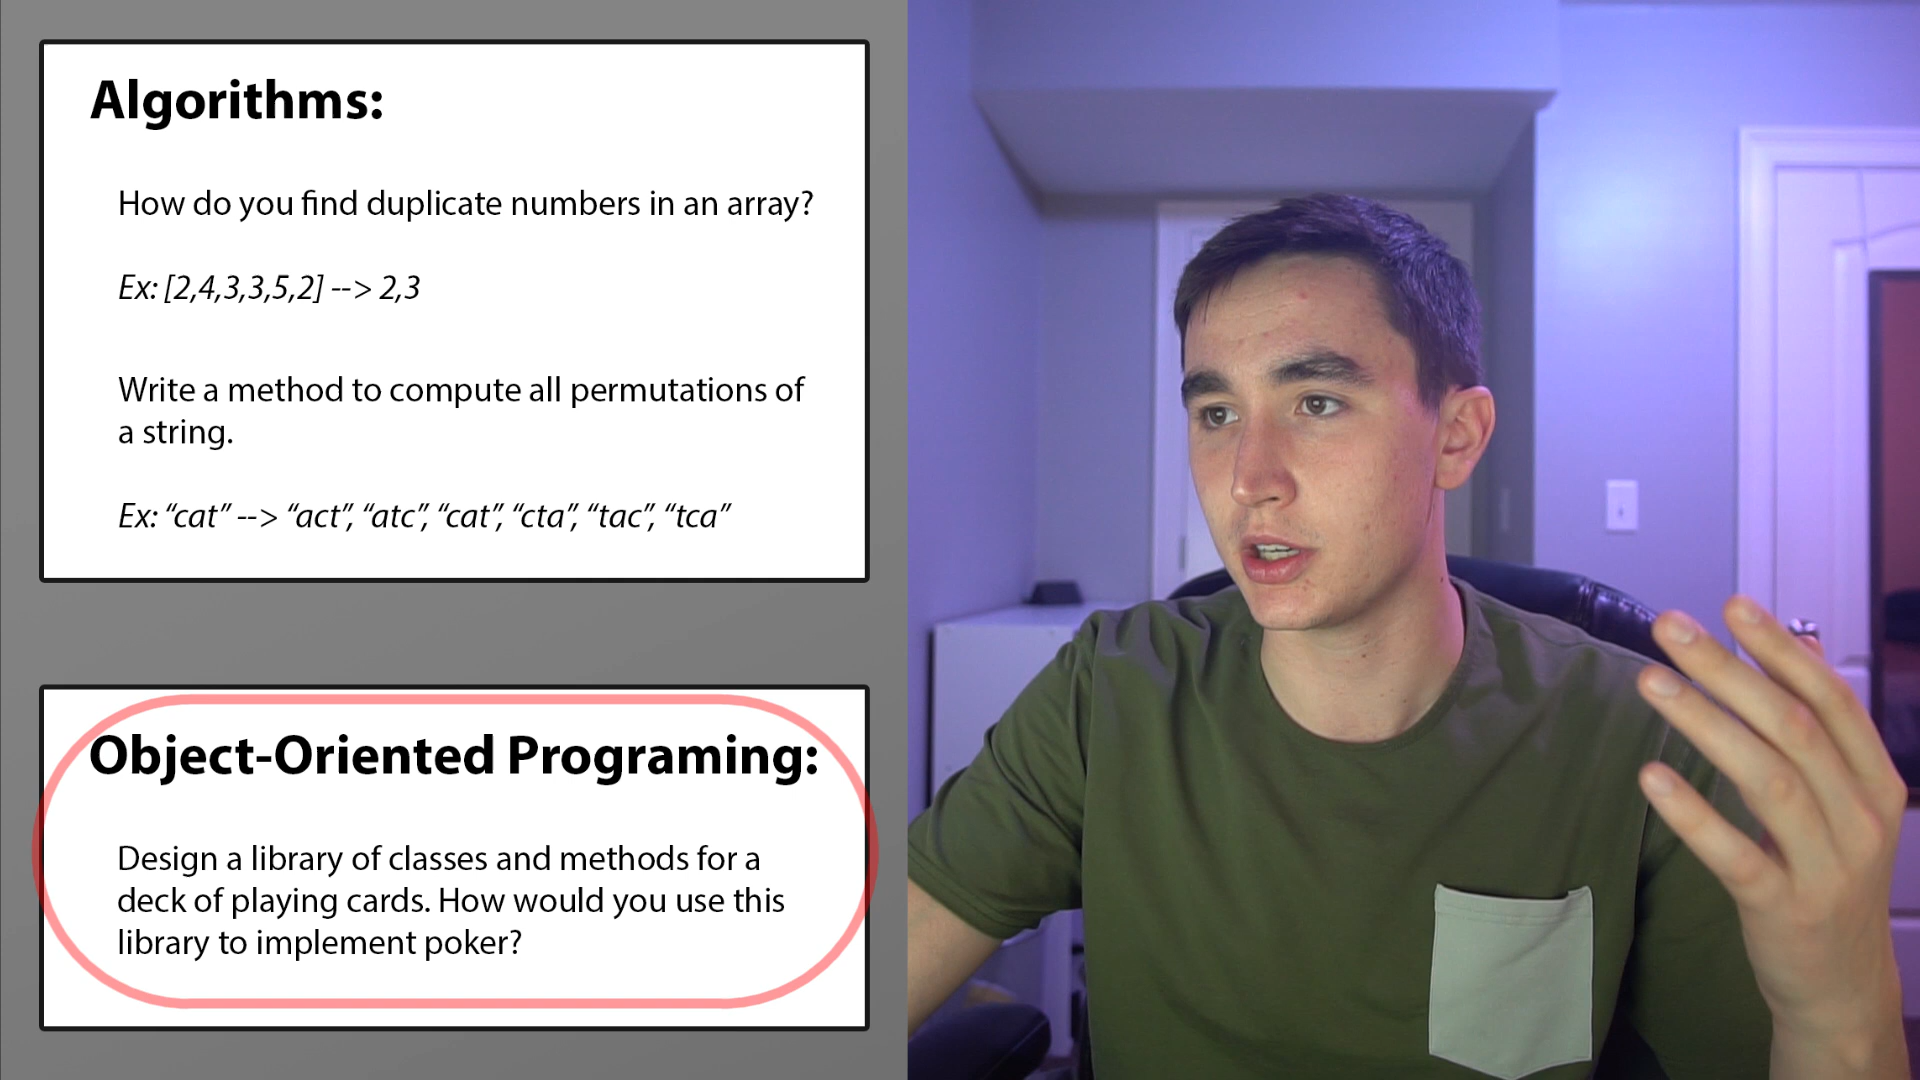 Algorithms:
How do you find duplicate numbers in an array?
Ex: [2,4,3,3,5,2] --> 2,3
Write a method to compute all permutations of
a string.
Ex: “cat” --> “act”, “atc”, “cat”, “cta”, “tac”, “tca”
Object-Oriented Programing:
Design a library of classes and methods for a
deck of playing cards. How would you use this
library to implement poker?